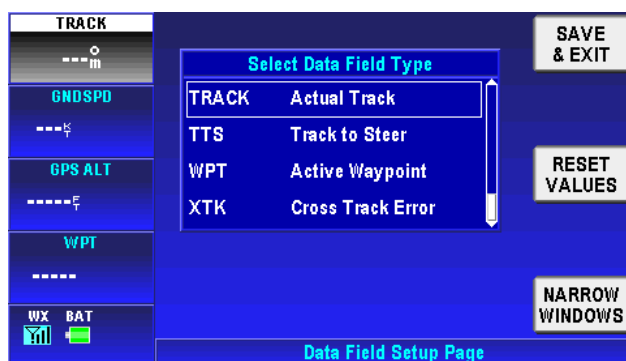 TRACK
---°m
GNDSPD
---KT
GPS ALT
-----FT
WPT
-----
WX BAT
Select Data Field Type
TRACK Actual Track
TTS Track to Steer
WPT Active Waypoint
XTK Cross Track Error
SAVE
& EXIT
RESET
VALUES
NARROW
WINDOWS
Data Field Setup Page